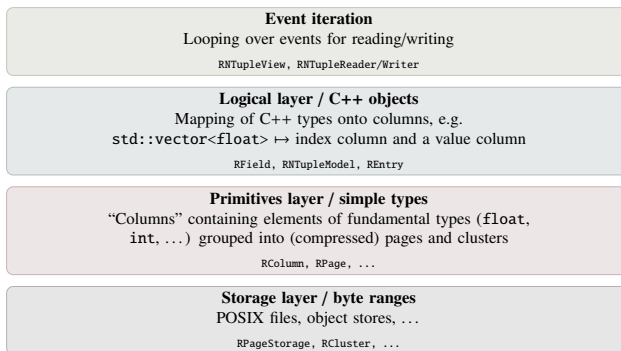 Event iteration
Looping over events for reading/writing
RNTupleView, RNTupleReader/Writer
Logical layer / C++ objects
Mapping of C++ types onto columns, e.g.
std::vector<float> ↦ index column and a value column
RField, RNTupleModel, REntry
Primitives layer / simple types
“Columns” containing elements of fundamental types (float,
int, ...) grouped into (compressed) pages and clusters
RColumn, RPage, ...
Storage layer / byte ranges
POSIX files, object stores, ...
RPageStorage, RCluster, ...